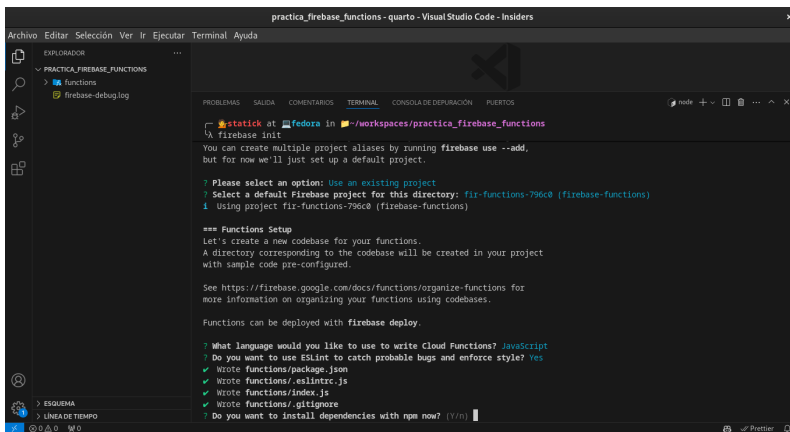 practica_firebase_functions - quarto - Visual Studio Code - Insiders
Archivo Editar Selección Ver Ir Ejecutar Terminal Ayuda
EXPLORADOR
PRACTICA_FIREBASE_FUNCTIONS
functions
firebase-debug.log
PROBLEMAS SALIDA COMENTARIOS TERMINAL CONSOLA DE DEPURACIÓN PUERTOS
node
statick at fedora in ~/workspaces/practica_firebase_functions
λ firebase init
You can create multiple project aliases by running firebase use --add,
but for now we'll just set up a default project.
? Please select an option: Use an existing project
? Select a default Firebase project for this directory: fir-functions-796c0 (firebase-functions)
i Using project fir-functions-796c0 (firebase-functions)
=== Functions Setup
Let's create a new codebase for your functions.
A directory corresponding to the codebase will be created in your project
with sample code pre-configured.
See https://firebase.google.com/docs/functions/organize-functions for
more information on organizing your functions using codebases.
Functions can be deployed with firebase deploy.
? What language would you like to use to write Cloud Functions? JavaScript
? Do you want to use ESLint to catch probable bugs and enforce style? Yes
✔ Wrote functions/package.json
✔ Wrote functions/.eslintrc.js
✔ Wrote functions/index.js
✔ Wrote functions/.gitignore
? Do you want to install dependencies with npm now? (Y/n)
ESQUEMA
LÍNEA DE TIEMPO
1
0 0 0 Prettier